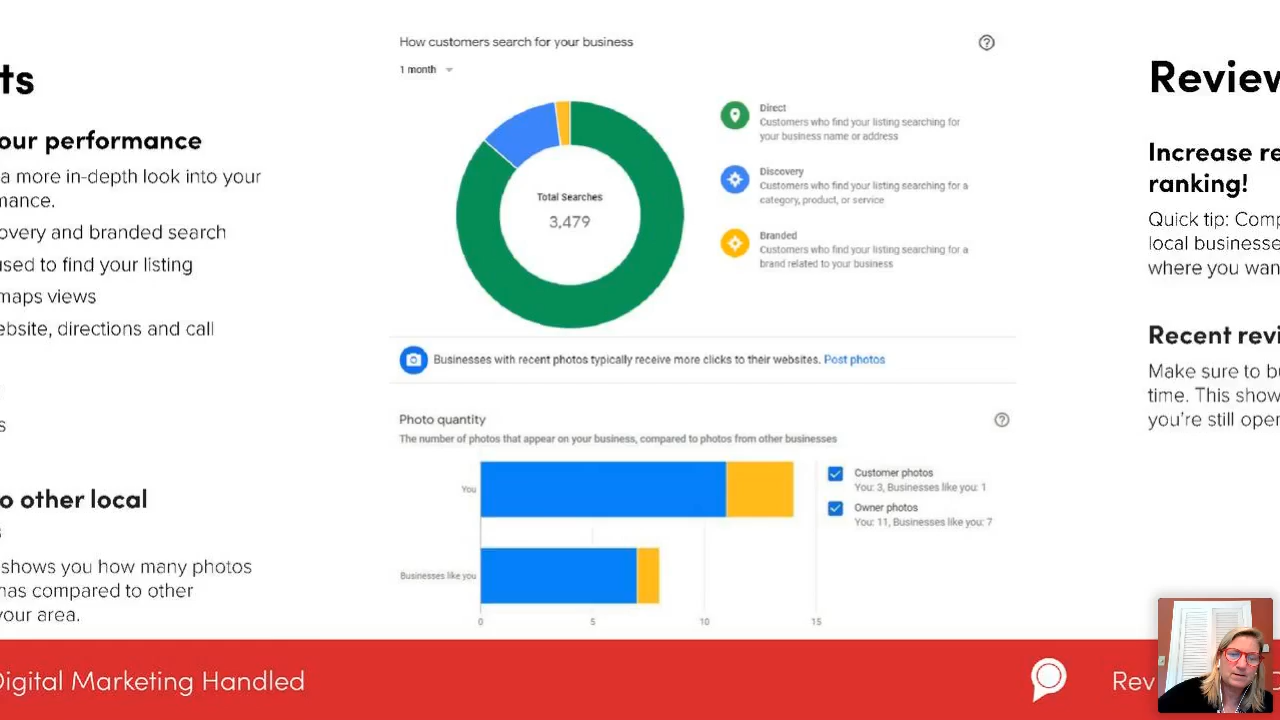 ts
our performance
a more in-depth look into your
mance.
overy and branded search
used to find your listing
maps views
ebsite, directions and call
s
o other local
s
shows you how many photos
has compared to other
your area.
How customers search for your business
1 month
Total Searches
3,479
Direct
Customers who find your listing searching for
your business name or address
Discovery
Customers who find your listing searching for a
category, product, or service
Branded
Customers who find your listing searching for a
brand related to your business
Businesses with recent photos typically receive more clicks to their websites. Post photos
Photo quantity
The number of photos that appear on your business, compared to photos from other businesses
You
Businesses like you
0 5 10 15
Customer photos
You: 3, Businesses like you: 1
Owner photos
You: 11, Businesses like you: 7
Review
Increase re
ranking!
Quick tip: Comp
local businesse
where you wan
Recent revi
Make sure to bu
time. This show
you're still oper
Digital Marketing Handled
Rev